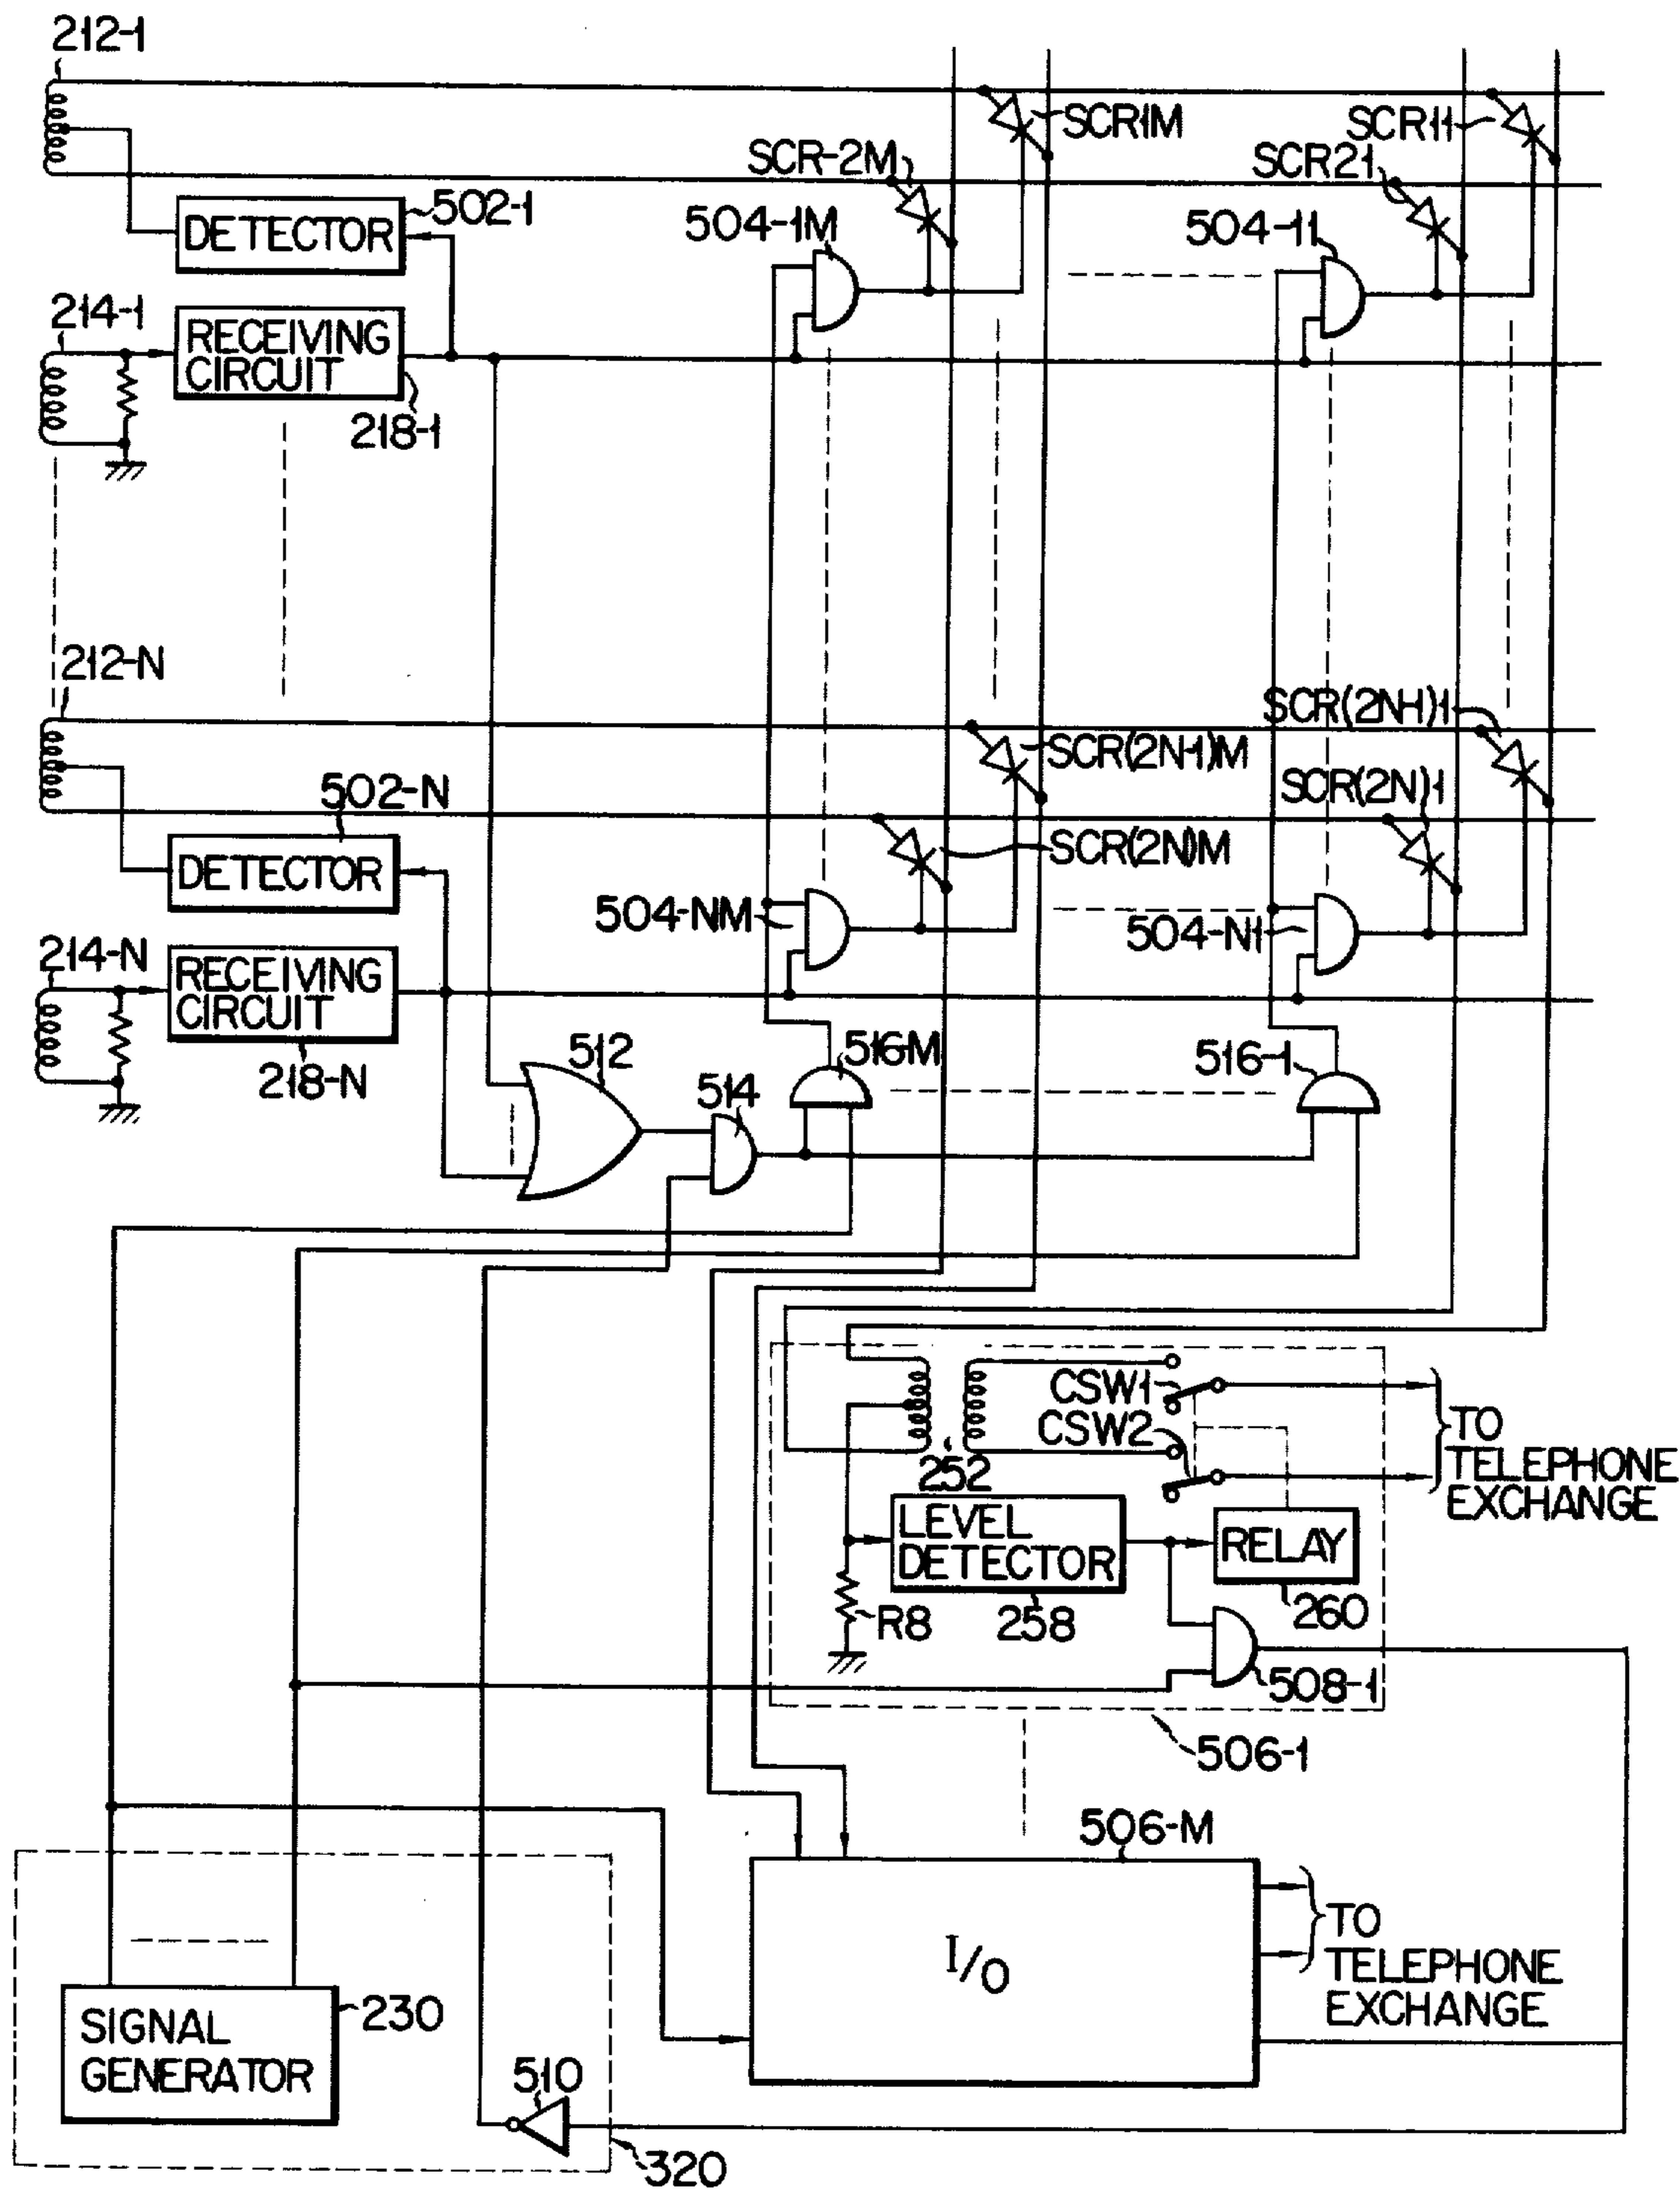 212-1
SCR1M
SCR11
SCR-2M
SCR21
DETECTOR
502-1
504-1M
504-11
214-1
RECEIVING
CIRCUIT
218-1
212-N
SCR(2NH)1
SCR(2N-1)M
502-N
SCR(2N)1
DETECTOR
SCR(2N)M
504-NM
504-N1
214-N
RECEIVING
CIRCUIT
218-N
512
516-M
514
516-1
CSW1
CSW2
252
TO
TELEPHONE
EXCHANGE
LEVEL
DETECTOR
RELAY
R8
258
260
508-1
506-1
506-M
I/O
TO
TELEPHONE
EXCHANGE
SIGNAL
GENERATOR
230
510
320